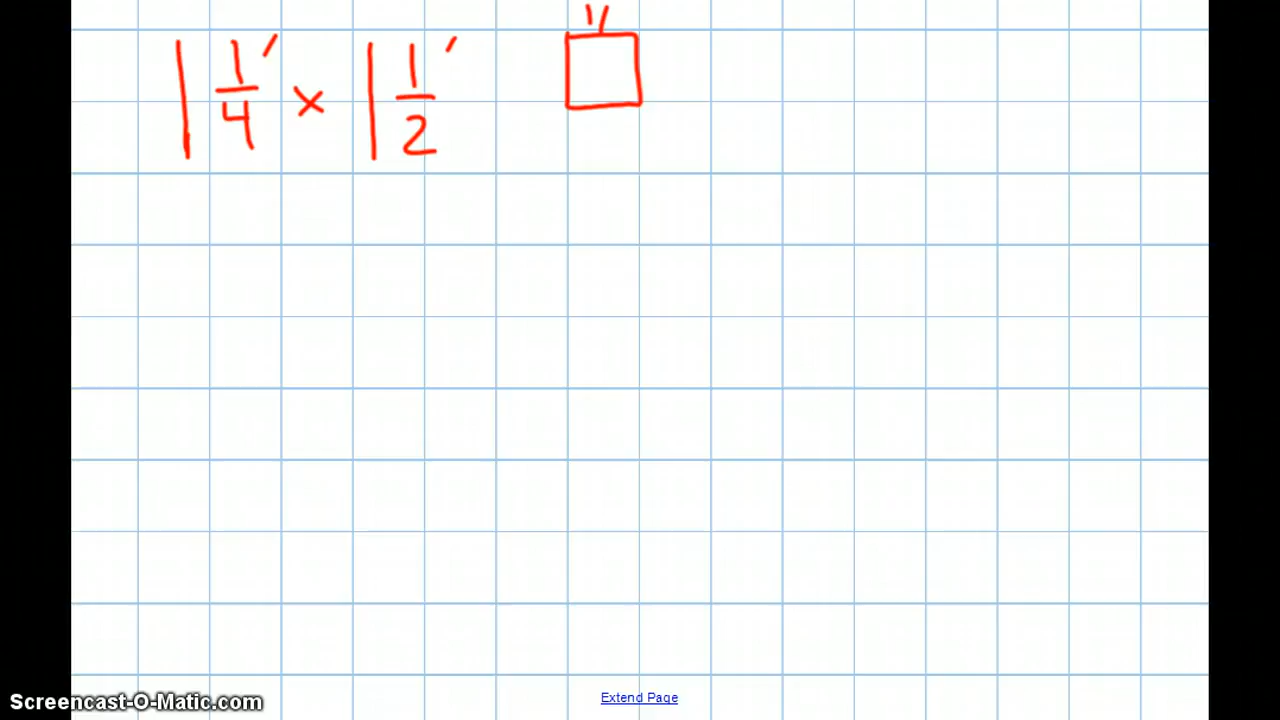 1 1/4' x 1 1/2' 1'
Extend Page
Screencast-O-Matic.com